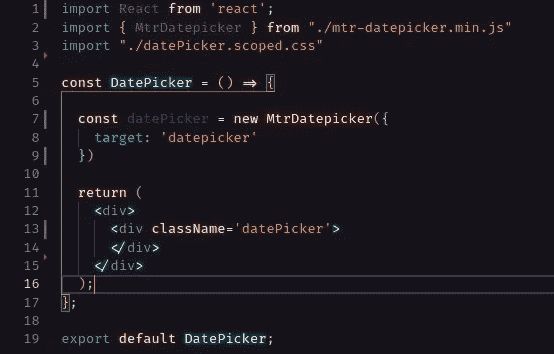 1 import React from 'react';
2 import { MtrDatepicker } from "./mtr-datepicker.min.js"
3 import "./datePicker.scoped.css"
4
5 const DatePicker = () => {
6
7 const datePicker = new MtrDatepicker({
8 target: 'datepicker'
9 })
10
11 return (
12 <div>
13 <div className='datePicker'>
14 </div>
15 </div>
16 );
17 };
18
19 export default DatePicker;